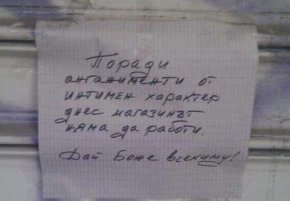 Поради
ангажименти от
интимен характер
днес магазинът
няма да работи.
Дай Боже всекиму!